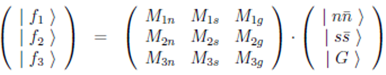 | f₁ ⟩ M₁ₙ M₁ₛ M₁g | nn̄ ⟩
| f₂ ⟩ = M₂ₙ M₂ₛ M₂g · | ss̄ ⟩
| f₃ ⟩ M₃ₙ M₃ₛ M₃g | G ⟩